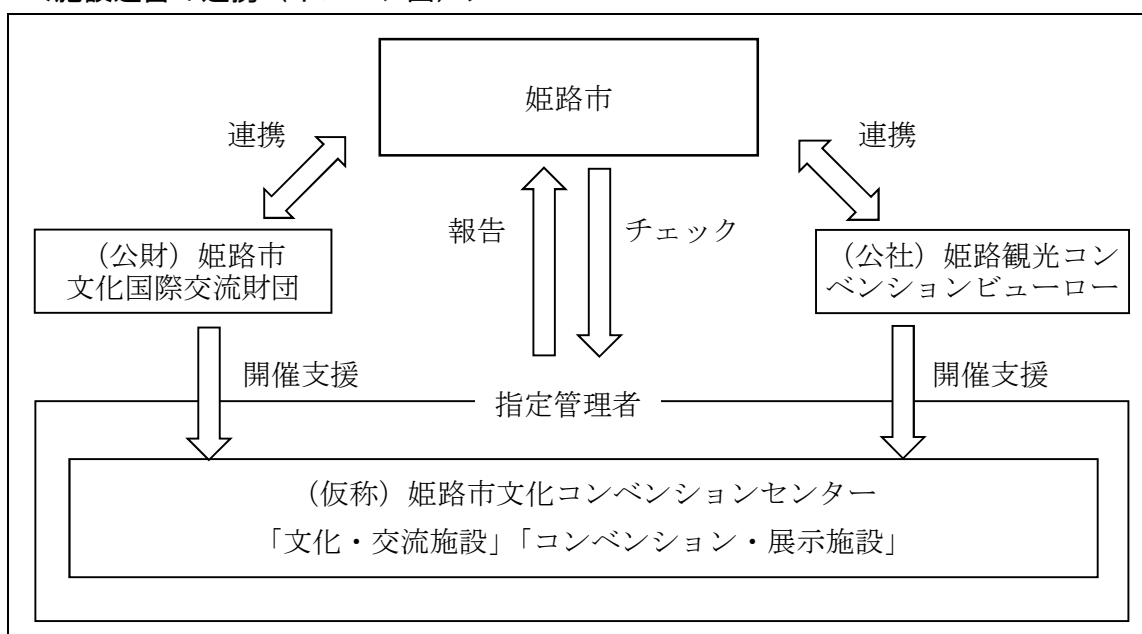 姫路市
連携
連携
報告
チェック
（公財）姫路市
文化国際交流財団
（公社）姫路観光コン
ベンションビューロー
開催支援
開催支援
指定管理者
（仮称）姫路市文化コンベンションセンター
「文化・交流施設」「コンベンション・展示施設」